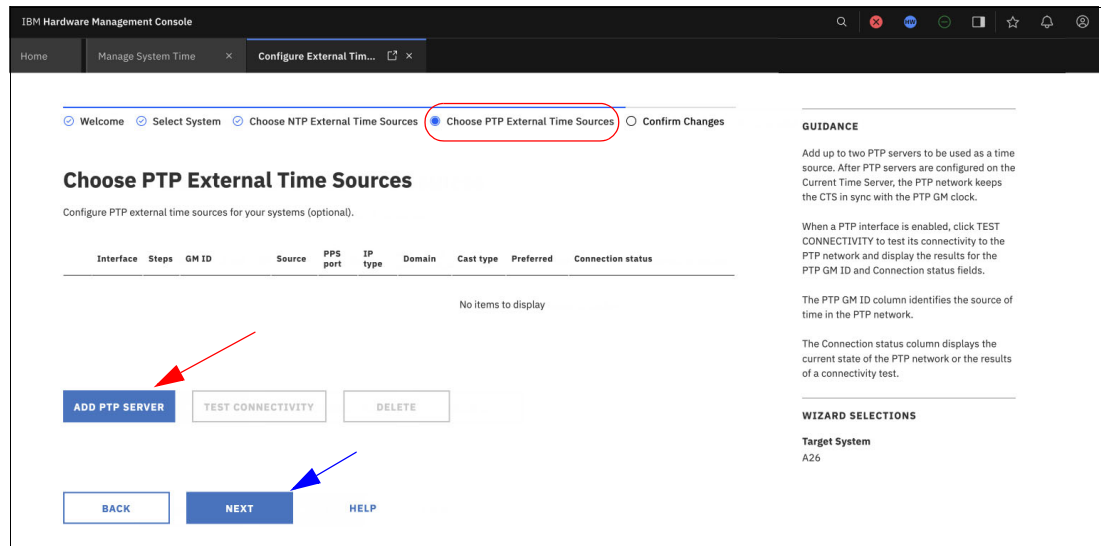 IBM Hardware Management Console
HW
Home
Manage System Time ×
Configure External Tim... ×
Welcome
Select System
Choose NTP External Time Sources
Choose PTP External Time Sources
Confirm Changes
Choose PTP External Time Sources
Configure PTP external time sources for your systems (optional).
Interface Steps GM ID Source PPS port IP type Domain Cast type Preferred Connection status
No items to display
ADD PTP SERVER
TEST CONNECTIVITY
DELETE
BACK
NEXT
HELP
GUIDANCE
Add up to two PTP servers to be used as a time
source. After PTP servers are configured on the
Current Time Server, the PTP network keeps
the CTS in sync with the PTP GM clock.
When a PTP interface is enabled, click TEST
CONNECTIVITY to test its connectivity to the
PTP network and display the results for the
PTP GM ID and Connection status fields.
The PTP GM ID column identifies the source of
time in the PTP network.
The Connection status column displays the
current state of the PTP network or the results
of a connectivity test.
WIZARD SELECTIONS
Target System
A26